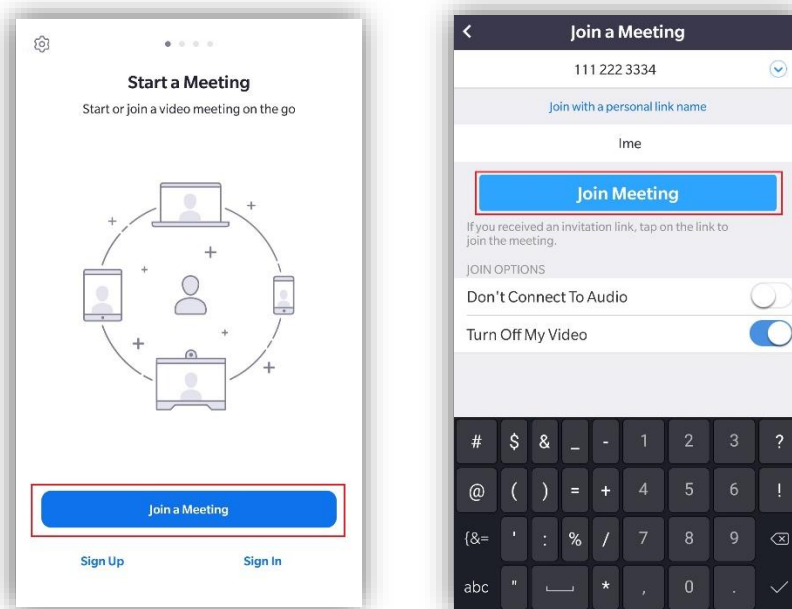 Start a Meeting
Start or join a video meeting on the go
Join a Meeting
Sign Up
Sign In
Join a Meeting
111 222 3334
Join with a personal link name
Ime
Join Meeting
If you received an invitation link, tap on the link to
join the meeting.
JOIN OPTIONS
Don't Connect To Audio
Turn Off My Video
# $ & _ - 1 2 3 ?
@ ( ) = + 4 5 6 !
{&= ' : % / 7 8 9
abc " * , 0 .